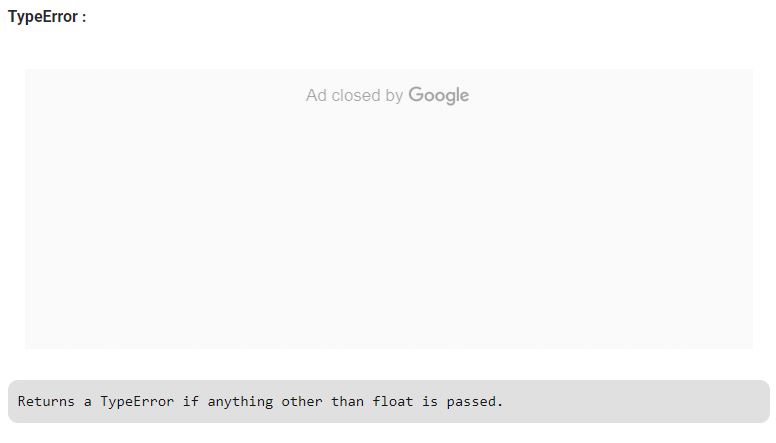 TypeError :
Ad closed by Google
Returns a TypeError if anything other than float is passed.